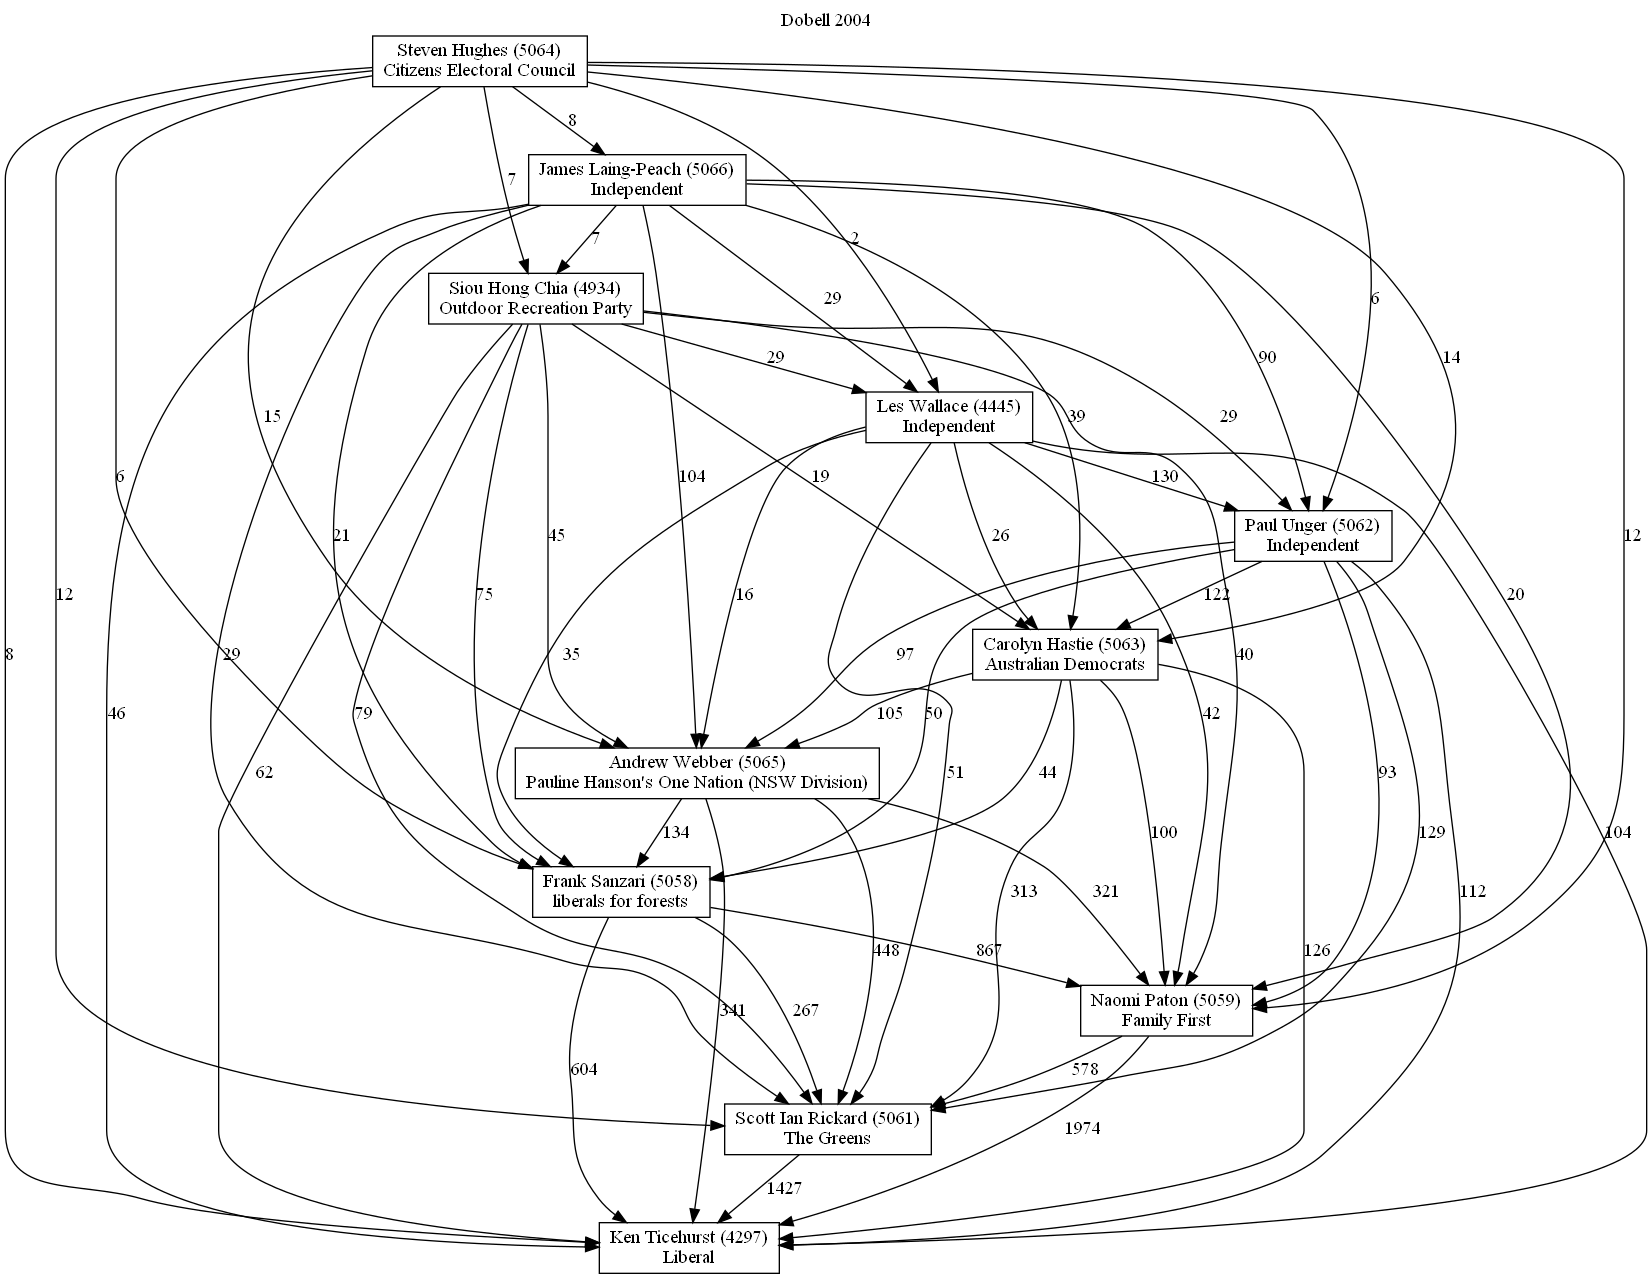 Dobell 2004
Steven Hughes (5064)
Citizens Electoral Council
8
James Laing-Peach (5066)
Independent
7
7
2
Siou Hong Chia (4934)
Outdoor Recreation Party
29
6
29
90
14
Les Wallace (4445)
Independent
15
39
29
6
104
19
130
Paul Unger (5062)
Independent
21
45
26
12
12
75
16
122
20
Carolyn Hastie (5063)
Australian Democrats
8
29
35
97
40
46
79
105
50
42
Andrew Webber (5065)
Pauline Hanson's One Nation (NSW Division)
62
44
51
93
134
100
129
104
Frank Sanzari (5058)
liberals for forests
313
321
112
448
867
126
Naomi Paton (5059)
Family First
341
267
604
578
Scott Ian Rickard (5061)
The Greens
1974
1427
Ken Ticehurst (4297)
Liberal